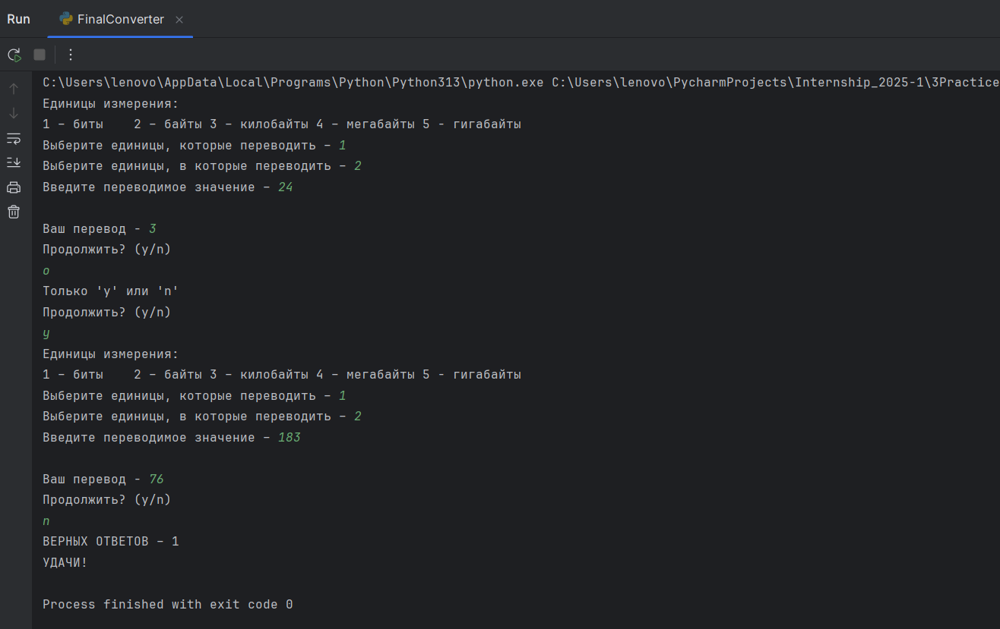 Run FinalConverter
C:\Users\lenovo\AppData\Local\Programs\Python\Python313\python.exe C:\Users\lenovo\PycharmProjects\Internship_2025-1\3Practice
Единицы измерения:
1 – биты    2 – байты 3 – килобайты 4 – мегабайты 5 - гигабайты
Выберите единицы, которые переводить – 1
Выберите единицы, в которые переводить – 2
Введите переводимое значение – 24
Ваш перевод - 3
Продолжить? (y/n)
o
Только 'y' или 'n'
Продолжить? (y/n)
y
Единицы измерения:
1 – биты    2 – байты 3 – килобайты 4 – мегабайты 5 - гигабайты
Выберите единицы, которые переводить – 1
Выберите единицы, в которые переводить – 2
Введите переводимое значение – 183
Ваш перевод - 76
Продолжить? (y/n)
n
ВЕРНЫХ ОТВЕТОВ – 1
УДАЧИ!
Process finished with exit code 0